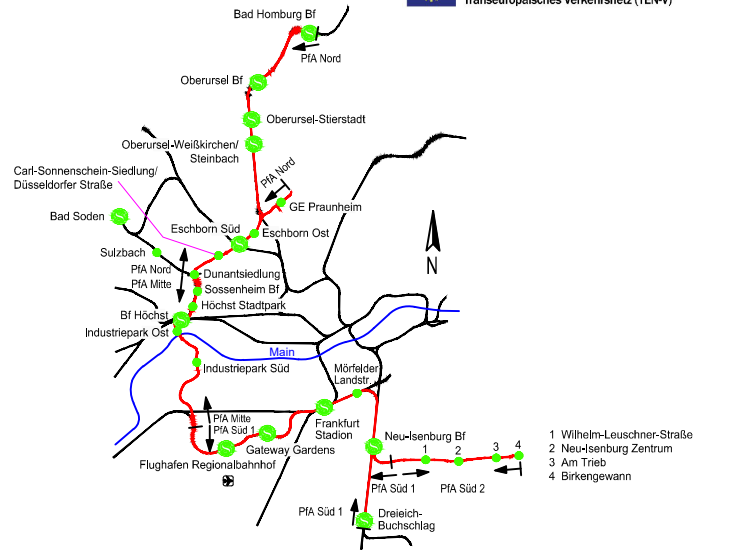 Transeuropäisches Verkehrsnetz (TEN-V)
Bad Homburg Bf
PfA Nord
Oberursel Bf
Oberursel-Stierstadt
Oberursel-Weißkirchen/
Steinbach
Carl-Sonnenschein-Siedlung/
Düsseldorfer Straße
PfA Nord
GE Praunheim
Bad Soden
Eschborn Süd
Eschborn Ost
Sulzbach
PfA Nord
PfA Mitte
Dunantsiedlung
Sossenheim Bf
Höchst Stadtpark
Bf Höchst
Industriepark Ost
N
Main
Industriepark Süd
Mörfelder
Landstr.
PfA Mitte
PfA Süd 1
Frankfurt
Stadion
Gateway Gardens
Flughafen Regionalbahnhof
Neu-Isenburg Bf
1
2
3
4
PfA Süd 1
PfA Süd 2
1 Wilhelm-Leuschner-Straße
2 Neu-Isenburg Zentrum
3 Am Trieb
4 Birkengewann
PfA Süd 1
Dreieich-
Buchschlag